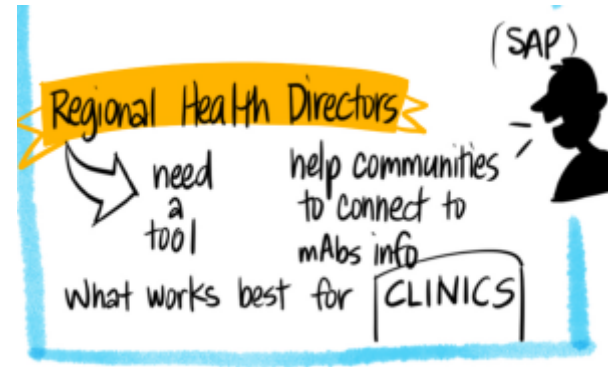 (SAP)
Regional Health Directors
need
a
tool
help communities
to connect to
mAbs info
What works best for CLINICS